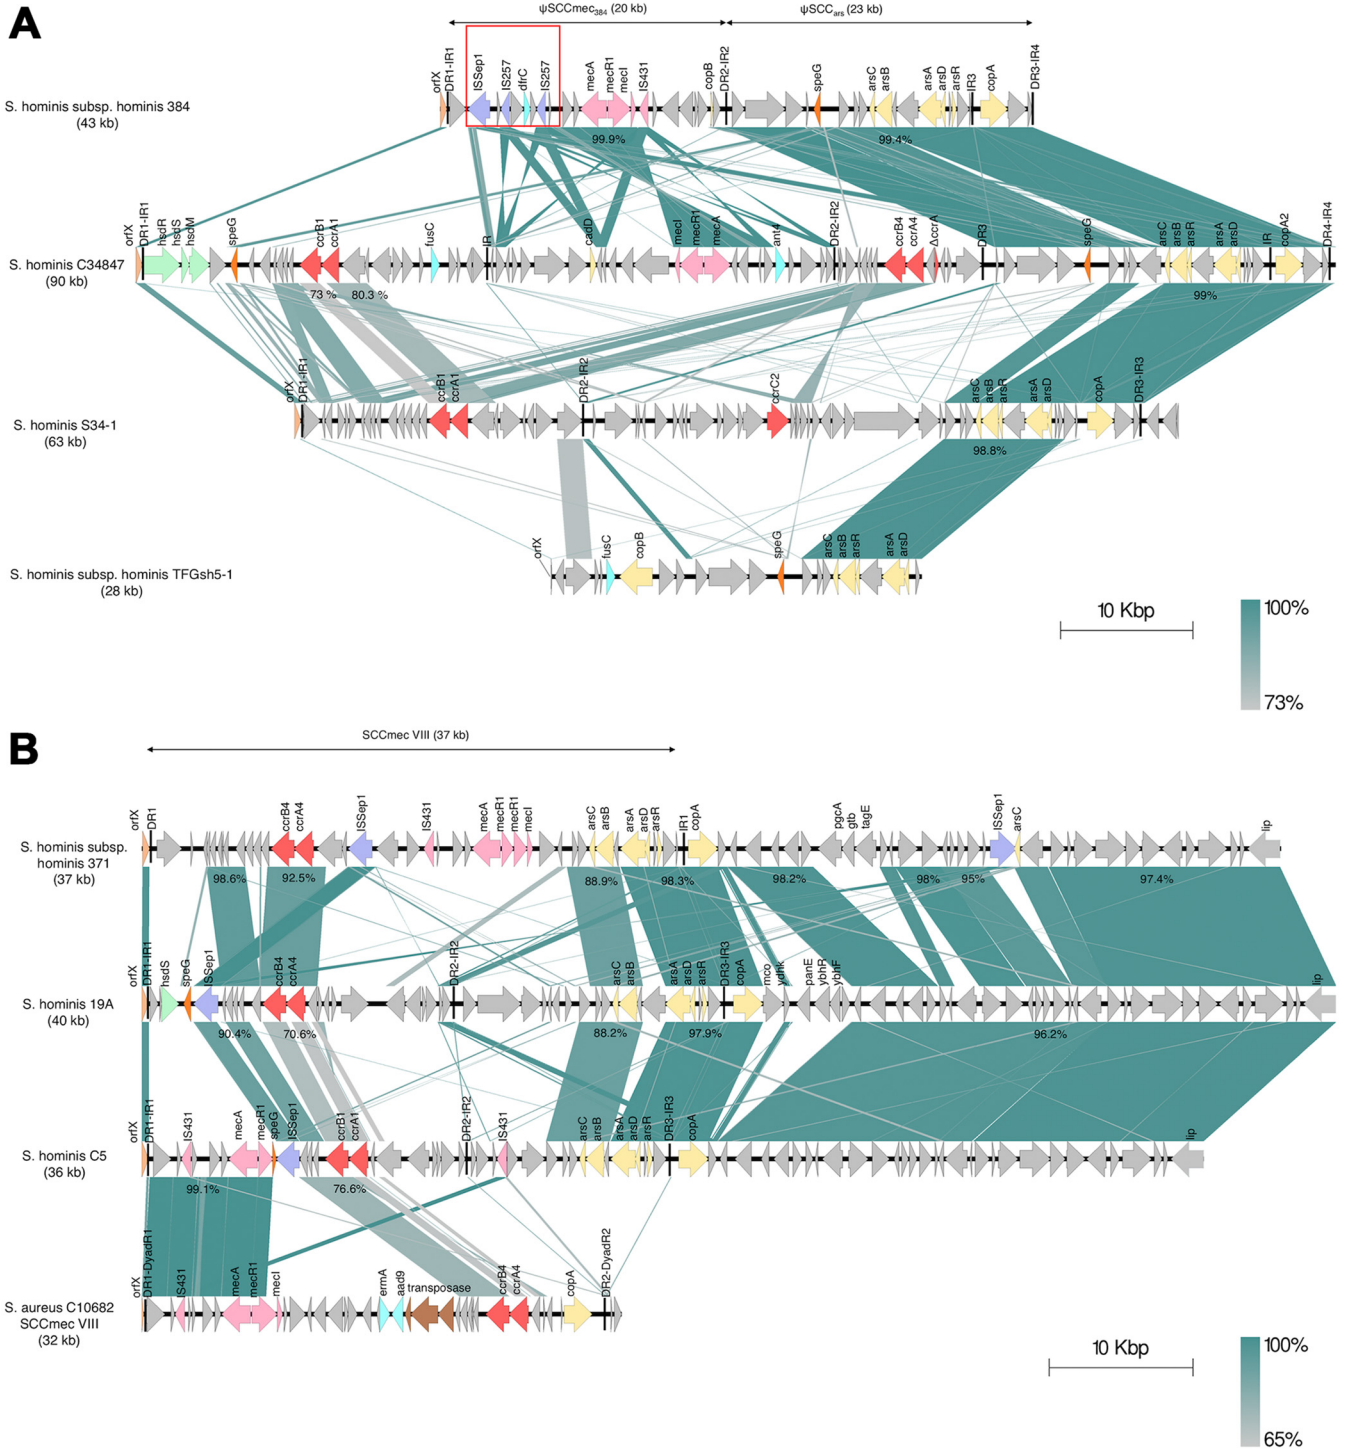 A
ψSCCmec384 (20 kb)
ψSCCars (23 kb)
orfX DR1-IR1 ISSep1 IS257 dfrC IS257 mecA mecR1 mecI IS431 copB DR2-IR2 speG arsC arsB arsA arsD arsR IR3 copA DR3-IR4
S. hominis subsp. hominis 384
(43 kb)
99.9%
99.4%
orfX DR1-IR1 hsdR hsdS hsdM speG ccrB1 ccrA1 fusC IR cadD mecI mecR1 mecA ant4 DR2-IR2 ccrB4 ccrA4 ΔccrA DR3 speG arsC arsB arsR arsA arsD IR copA2 DR4-IR4
S. hominis C34847
(90 kb)
73 %
80.3 %
99%
orfX DR1-IR1 ccrB1 ccrA1 DR2-IR2 ccrC2 arsC arsB arsR arsA arsD copA DR3-IR3
S. hominis S34-1
(63 kb)
98.8%
orfX fusC copB speG arsC arsB arsR arsA arsD
S. hominis subsp. hominis TFGsh5-1
(28 kb)
10 Kbp
100%
73%
B
SCCmec VIII (37 kb)
orfX DR1 ccrB4 ccrA4 ISSep1 IS431 mecA mecR1 mecR1 mecI arsC arsB arsA arsD arsR IR1 copA pgcA gtb tagE ISSep1 arsC lip
S. hominis subsp.
hominis 371
(37 kb)
98.6%
92.5%
88.9%
98.3%
98.2%
98%
95%
97.4%
orfX DR1-IR1 hsdS speG ISSep1 ccrB4 ccrA4 DR2-IR2 arsC arsB arsA arsD arsR DR3-IR3 copA mco ydhk panE ybhR ybhF lip
S. hominis 19A
(40 kb)
90.4%
70.6%
88.2%
97.9%
96.2%
orfX DR1-IR1 IS431 mecA mecR1 speG ISSep1 ccrB1 ccrA1 DR2-IR2 IS431 arsC arsB arsA arsD arsR DR3-IR3 copA lip
S. hominis C5
(36 kb)
99.1%
76.6%
orfX DR1-DyadR1 IS431 mecA mecR1 mecI ermA aad9 transposase ccrB4 ccrA4 copA DR2-DyadR2
S. aureus C10682
SCCmec VIII
(32 kb)
10 Kbp
100%
65%